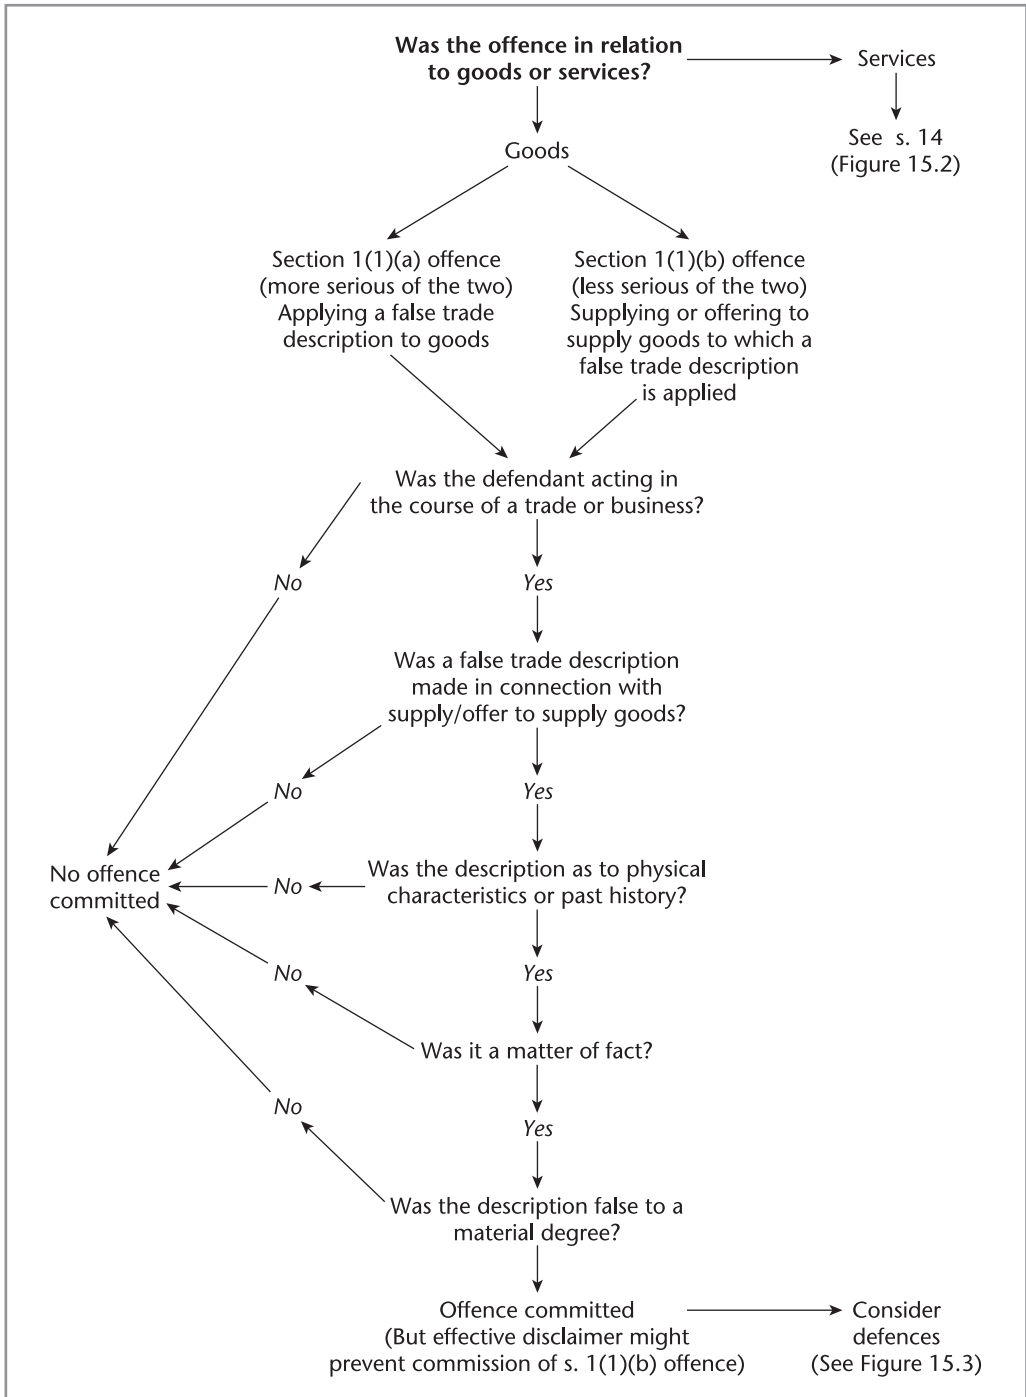 Was the offence in relation
to goods or services?
Services
See s. 14
(Figure 15.2)
Goods
Section 1(1)(a) offence
(more serious of the two)
Applying a false trade
description to goods
Section 1(1)(b) offence
(less serious of the two)
Supplying or offering to
supply goods to which a
false trade description
is applied
Was the defendant acting in
the course of a trade or business?
No
Yes
Was a false trade description
made in connection with
supply/offer to supply goods?
No
Yes
No offence
committed
No
Was the description as to physical
characteristics or past history?
No
Yes
Was it a matter of fact?
No
Yes
Was the description false to a
material degree?
Offence committed
(But effective disclaimer might
prevent commission of s. 1(1)(b) offence)
Consider
defences
(See Figure 15.3)